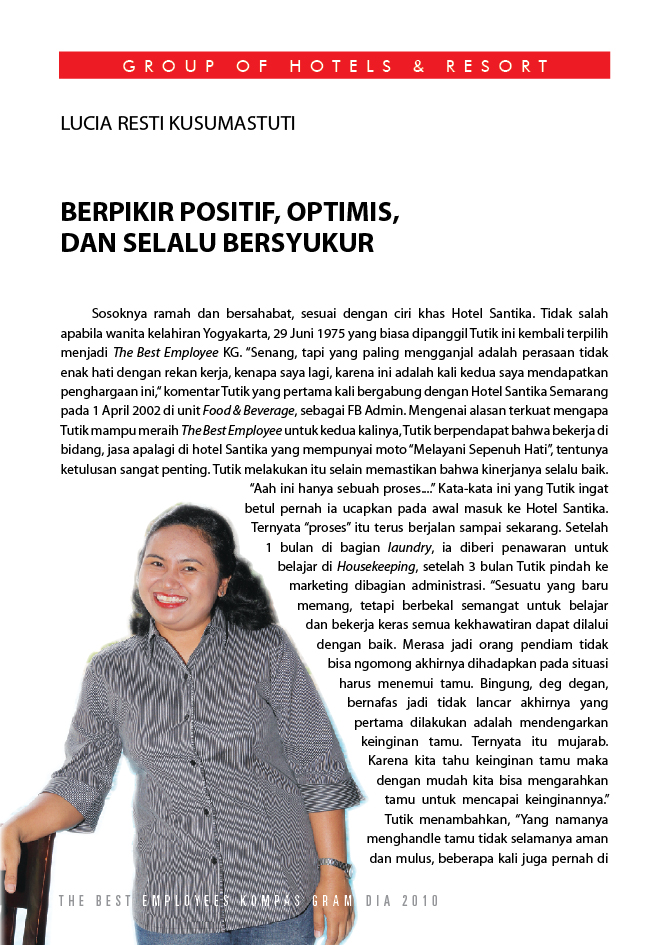 GROUP OF HOTELS & RESORT
LUCIA RESTI KUSUMASTUTI
BERPIKIR POSITIF, OPTIMIS,
DAN SELALU BERSYUKUR
Sosoknya ramah dan bersahabat, sesuai dengan ciri khas Hotel Santika. Tidak salah
apabila wanita kelahiran Yogyakarta, 29 Juni 1975 yang biasa dipanggil Tutik ini kembali terpilih
menjadi The Best Employee KG. “Senang, tapi yang paling mengganjal adalah perasaan tidak
enak hati dengan rekan kerja, kenapa saya lagi, karena ini adalah kali kedua saya mendapatkan
penghargaan ini,“ komentar Tutik yang pertama kali bergabung dengan Hotel Santika Semarang
pada 1 April 2002 di unit Food & Beverage, sebagai FB Admin. Mengenai alasan terkuat mengapa
Tutik mampu meraih The Best Employee untuk kedua kalinya, Tutik berpendapat bahwa bekerja di
bidang, jasa apalagi di hotel Santika yang mempunyai moto “Melayani Sepenuh Hati”, tentunya
ketulusan sangat penting. Tutik melakukan itu selain memastikan bahwa kinerjanya selalu baik.
“Aah ini hanya sebuah proses....” Kata-kata ini yang Tutik ingat
betul pernah ia ucapkan pada awal masuk ke Hotel Santika.
Ternyata “proses” itu terus berjalan sampai sekarang. Setelah
1 bulan di bagian laundry, ia diberi penawaran untuk
belajar di Housekeeping, setelah 3 bulan Tutik pindah ke
marketing dibagian administrasi. “Sesuatu yang baru
memang, tetapi berbekal semangat untuk belajar
dan bekerja keras semua kekhawatiran dapat dilalui
dengan baik. Merasa jadi orang pendiam tidak
bisa ngomong akhirnya dihadapkan pada situasi
harus menemui tamu. Bingung, deg degan,
bernafas jadi tidak lancar akhirnya yang
pertama dilakukan adalah mendengarkan
keinginan tamu. Ternyata itu mujarab.
Karena kita tahu keinginan tamu maka
dengan mudah kita bisa mengarahkan
tamu untuk mencapai keinginannya.”
Tutik menambahkan, “Yang namanya
menghandle tamu tidak selamanya aman
dan mulus, beberapa kali juga pernah di
THE BEST EMPLOYEES KOMPAS GRAM DIA 2010